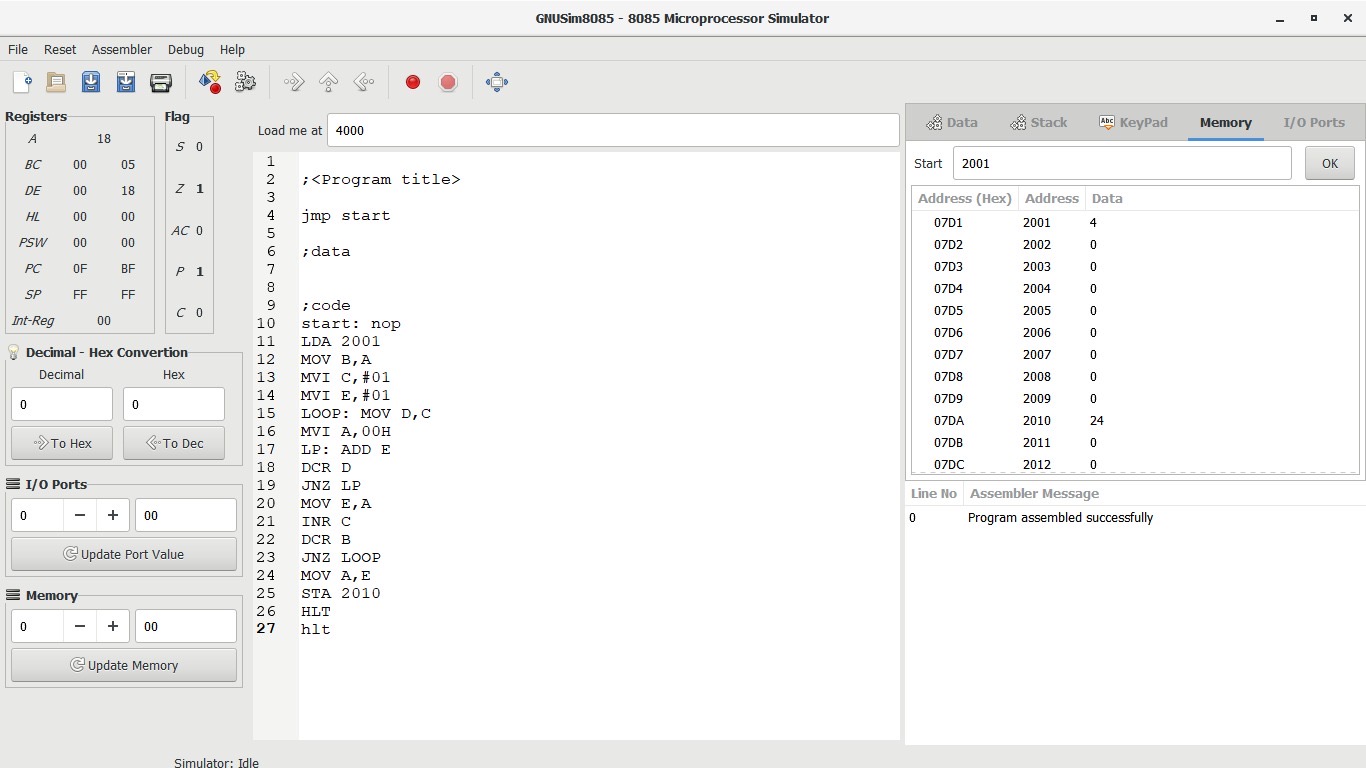 GNUSim8085 - 8085 Microprocessor Simulator
File Reset Assembler Debug Help
Registers
A 18
BC 00 05
DE 00 18
HL 00 00
PSW 00 00
PC 0F BF
SP FF FF
Int-Reg 00
Flag
S 0
Z 1
AC 0
P 1
C 0
Decimal - Hex Convertion
Decimal Hex
0 0
To Hex To Dec
I/O Ports
0 − + 00
Update Port Value
Memory
0 − + 00
Update Memory
Load me at 4000
1
2 ;<Program title>
3
4 jmp start
5
6 ;data
7
8
9 ;code
10 start: nop
11 LDA 2001
12 MOV B,A
13 MVI C,#01
14 MVI E,#01
15 LOOP: MOV D,C
16 MVI A,00H
17 LP: ADD E
18 DCR D
19 JNZ LP
20 MOV E,A
21 INR C
22 DCR B
23 JNZ LOOP
24 MOV A,E
25 STA 2010
26 HLT
27 hlt
Data Stack Abc KeyPad Memory I/O Ports
Start 2001 OK
Address (Hex) Address Data
07D1 2001 4
07D2 2002 0
07D3 2003 0
07D4 2004 0
07D5 2005 0
07D6 2006 0
07D7 2007 0
07D8 2008 0
07D9 2009 0
07DA 2010 24
07DB 2011 0
07DC 2012 0
Line No Assembler Message
0 Program assembled successfully
Simulator: Idle